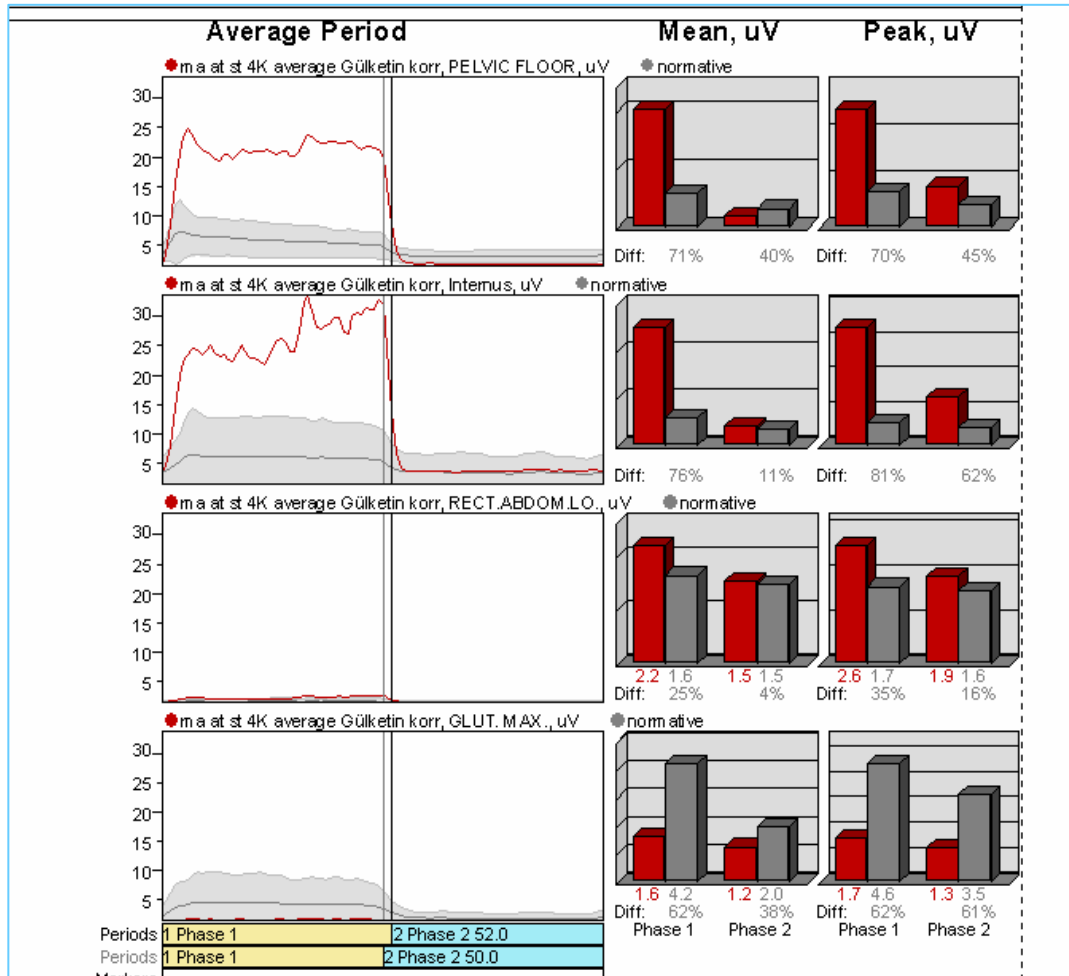 Average Period Mean, uV Peak, uV
m a at st 4K average Gülketin korr, PELVIC FLOOR, uV normative
30
25
20
15
10
5
Diff: 71% 40% Diff: 70% 45%
m a at st 4K average Gülketin korr, Internus, uV normative
30
25
20
15
10
5
Diff: 76% 11% Diff: 81% 62%
m a at st 4K average Gülketin korr, RECT.ABDOM.LO., uV normative
30
25
20
15
10
5
2.2 1.6 1.5 1.5 2.6 1.7 1.9 1.6
Diff: 25% 4% Diff: 35% 16%
m a at st 4K average Gülketin korr, GLUT. MAX., uV normative
30
25
20
15
10
5
1.6 4.2 1.2 2.0 1.7 4.6 1.3 3.5
Diff: 62% 38% Diff: 62% 61%
Phase 1 Phase 2 Phase 1 Phase 2
Periods 1 Phase 1 2 Phase 2 52.0
Periods 1 Phase 1 2 Phase 2 50.0